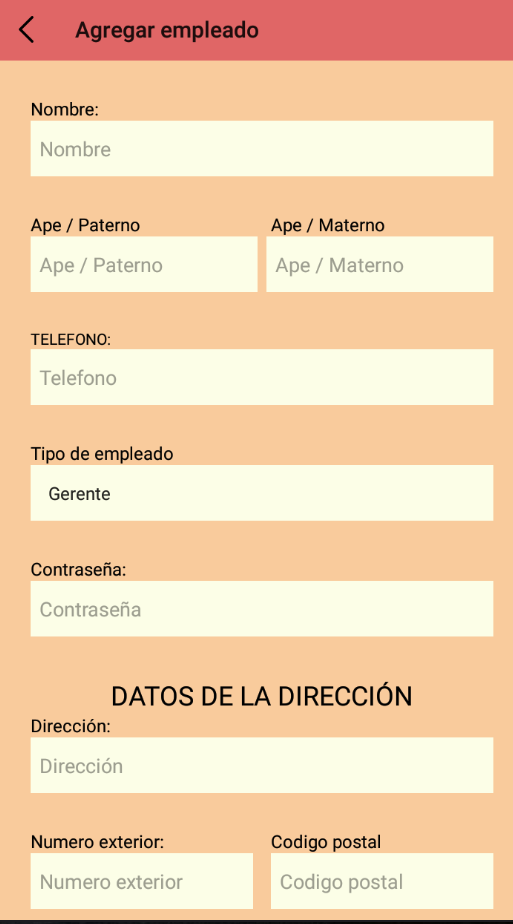 Agregar empleado
Nombre:
Nombre
Ape / Paterno Ape / Materno
Ape / Paterno Ape / Materno
TELEFONO:
Telefono
Tipo de empleado
Gerente
Contraseña:
Contraseña
DATOS DE LA DIRECCIÓN
Dirección:
Dirección
Numero exterior: Codigo postal
Numero exterior Codigo postal